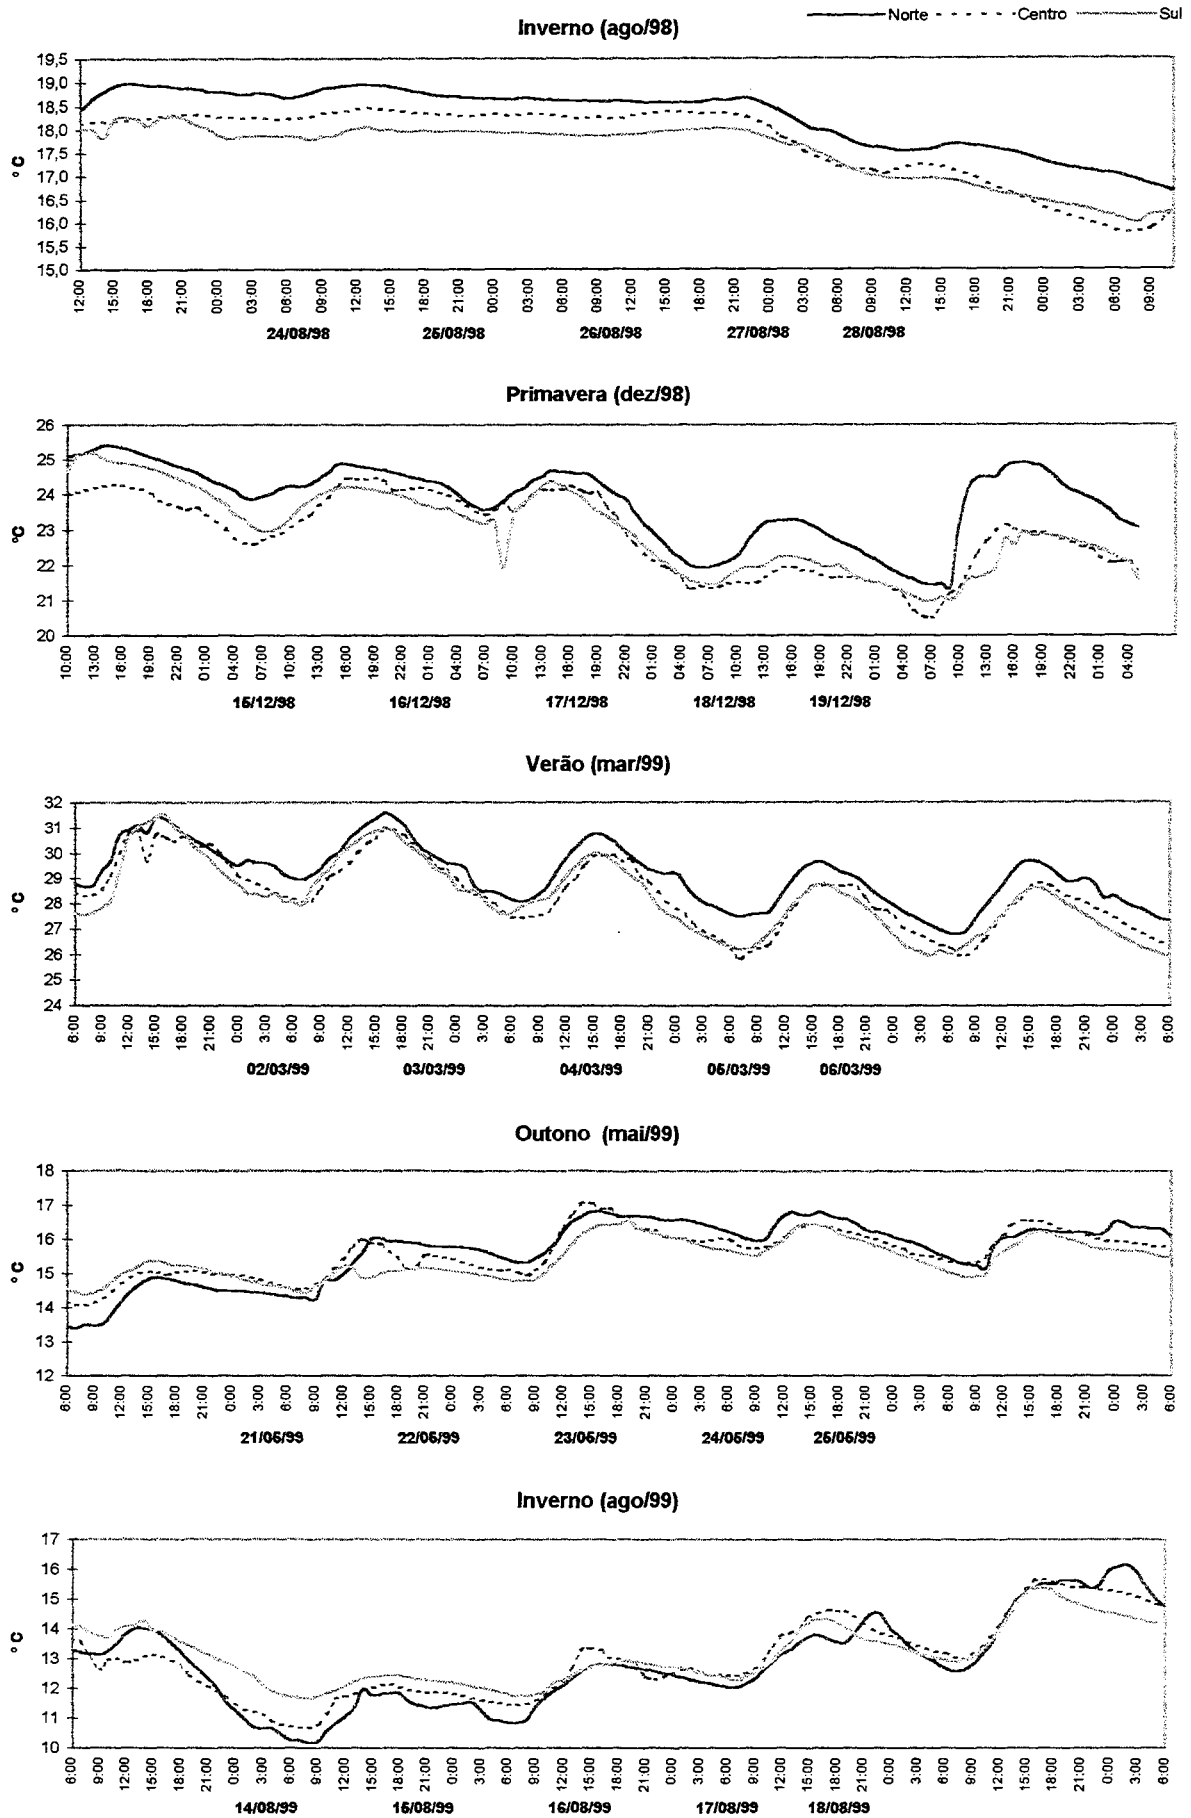 Norte Centro Sul
Inverno (ago/98)
19,5
19,0
18,5
18,0
17,5
17,0
16,5
16,0
15,5
15,0
°C
12:00 15:00 18:00 21:00 00:00 03:00 06:00 09:00 12:00 15:00 18:00 21:00 00:00 03:00 06:00 09:00 12:00 15:00 18:00 21:00 00:00 03:00 06:00 09:00 12:00 15:00 18:00 21:00 00:00 03:00 06:00 09:00
24/08/98 25/08/98 26/08/98 27/08/98 28/08/98
Primavera (dez/98)
26
25
24
23
22
21
20
ºC
10:00 13:00 16:00 19:00 22:00 01:00 04:00 07:00 10:00 13:00 16:00 19:00 22:00 01:00 04:00 07:00 10:00 13:00 16:00 19:00 22:00 01:00 04:00 07:00 10:00 13:00 16:00 19:00 22:00 01:00 04:00 07:00 10:00 13:00 16:00 19:00 22:00 01:00 04:00
15/12/98 16/12/98 17/12/98 18/12/98 19/12/98
Verão (mar/99)
32
31
30
29
28
27
26
25
24
°C
6:00 9:00 12:00 15:00 18:00 21:00 0:00 3:00 6:00 9:00 12:00 15:00 18:00 21:00 0:00 3:00 6:00 9:00 12:00 15:00 18:00 21:00 0:00 3:00 6:00 9:00 12:00 15:00 18:00 21:00 0:00 3:00 6:00 9:00 12:00 15:00 18:00 21:00 0:00 3:00 6:00
02/03/99 03/03/99 04/03/99 05/03/99 06/03/99
Outono (mai/99)
18
17
16
15
14
13
12
°C
6:00 9:00 12:00 15:00 18:00 21:00 0:00 3:00 6:00 9:00 12:00 15:00 18:00 21:00 0:00 3:00 6:00 9:00 12:00 15:00 18:00 21:00 0:00 3:00 6:00 9:00 12:00 15:00 18:00 21:00 0:00 3:00 6:00 9:00 12:00 15:00 18:00 21:00 0:00 3:00 6:00
21/05/99 22/05/99 23/05/99 24/05/99 25/05/99
Inverno (ago/99)
17
16
15
14
13
12
11
10
°C
6:00 9:00 12:00 15:00 18:00 21:00 0:00 3:00 6:00 9:00 12:00 15:00 18:00 21:00 0:00 3:00 6:00 9:00 12:00 15:00 18:00 21:00 0:00 3:00 6:00 9:00 12:00 15:00 18:00 21:00 0:00 3:00 6:00 9:00 12:00 15:00 18:00 21:00 0:00 3:00 6:00
14/08/99 15/08/99 16/08/99 17/08/99 18/08/99